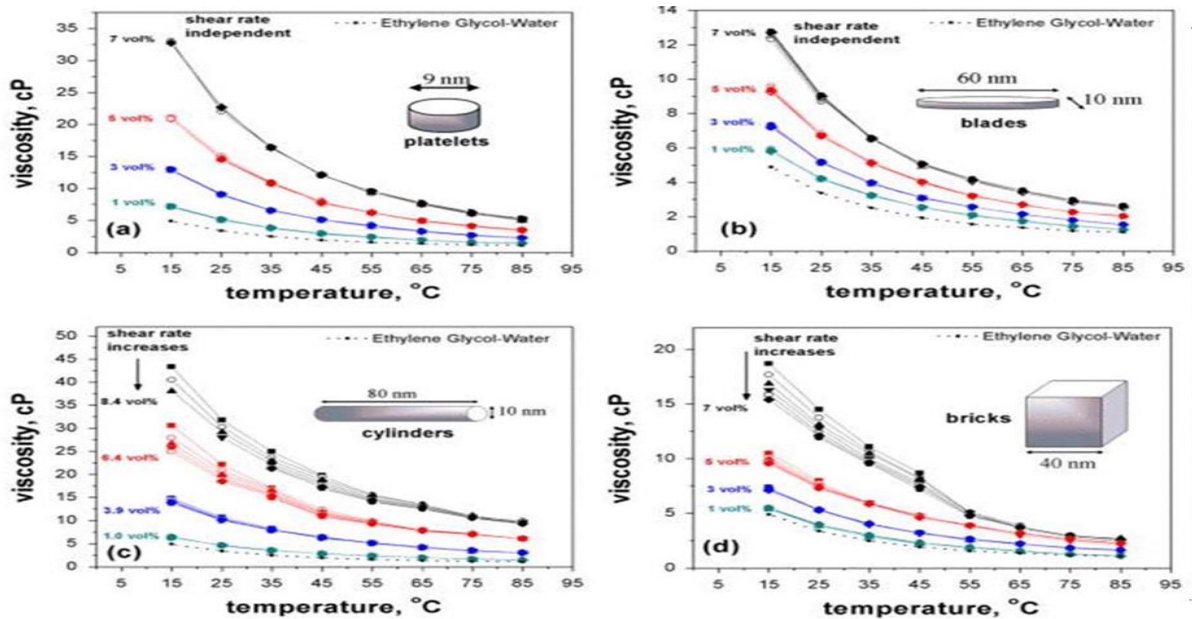 shear rate
independent
Ethylene Glycol-Water
35
30
25
20
15
10
5
0
viscosity, cP
7 vol%
5 vol%
3 vol%
1 vol%
9 nm
platelets
(a)
5 15 25 35 45 55 65 75 85 95
temperature, °C
shear rate
independent
Ethylene Glycol-Water
14
12
10
8
6
4
2
0
viscosity, cP
7 vol%
5 vol%
3 vol%
1 vol%
60 nm
10 nm
blades
(b)
5 15 25 35 45 55 65 75 85 95
temperature, °C
shear rate
increases
Ethylene Glycol-Water
50
45
40
35
30
25
20
15
10
5
0
viscosity, cP
8.4 vol%
6.4 vol%
3.9 vol%
1.0 vol%
80 nm
10 nm
cylinders
(c)
5 15 25 35 45 55 65 75 85 95
temperature, °C
shear rate
increases
Ethylene Glycol-Water
20
15
10
5
0
viscosity, cP
7 vol%
5 vol%
3 vol%
1 vol%
bricks
40 nm
(d)
5 15 25 35 45 55 65 75 85 95
temperature, °C